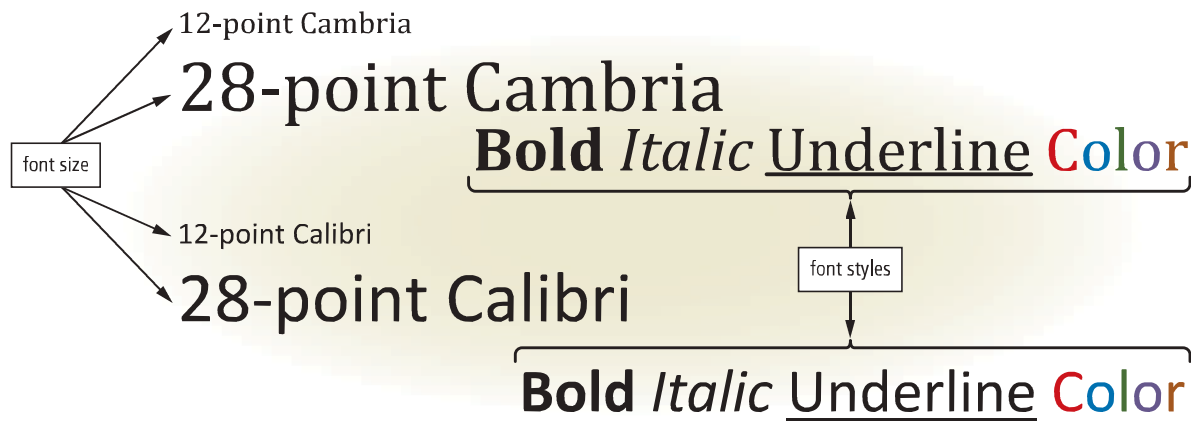 12-point Cambria
28-point Cambria
Bold Italic Underline Color
font size
12-point Calibri
font styles
28-point Calibri
Bold Italic Underline Color